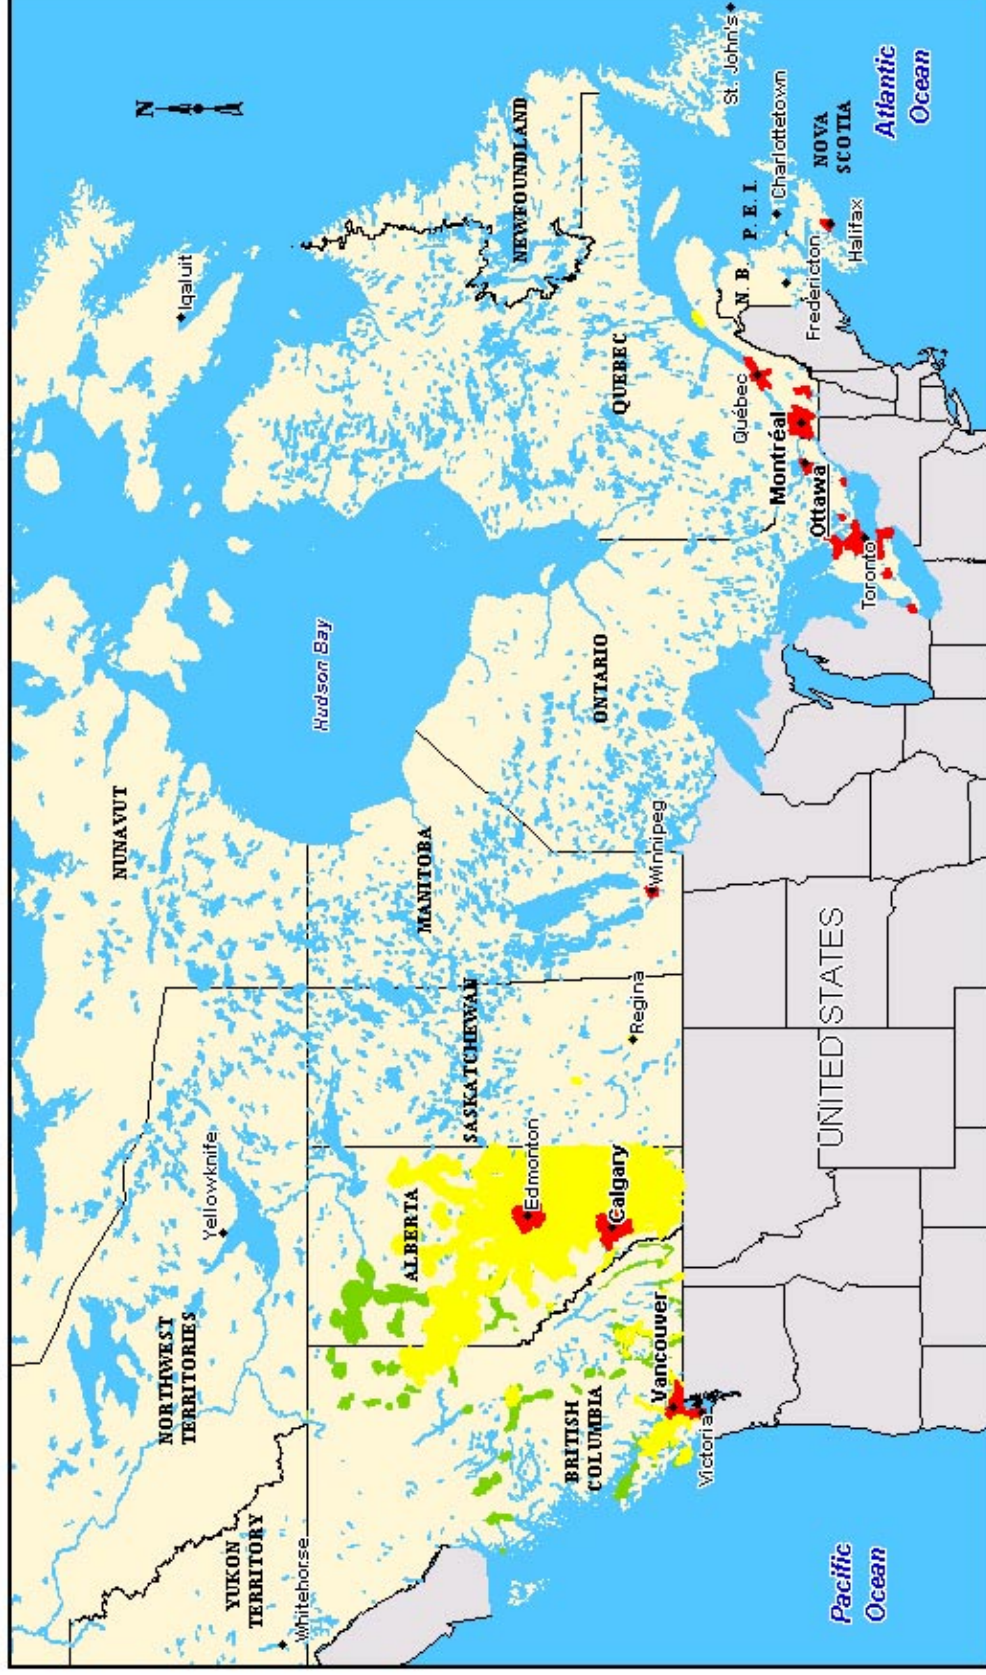 N
Iqaluit
NUNAVUT
Hudson Bay
Yellowknife
NORTHWEST
TERRITORIES
YUKON
TERRITORY
Whitehorse
NEWFOUNDLAND
QUEBEC
ONTARIO
MANITOBA
SASKATCHEWAN
ALBERTA
BRITISH
COLUMBIA
Edmonton
Calgary
Vancouver
Victoria
Regina
Winnipeg
Québec
Montréal
Ottawa
Toronto
St. John's
P. E. I.
Charlottetown
N. B.
Fredericton
NOVA
SCOTIA
Halifax
Atlantic
Ocean
Pacific
Ocean
UNITED STATES